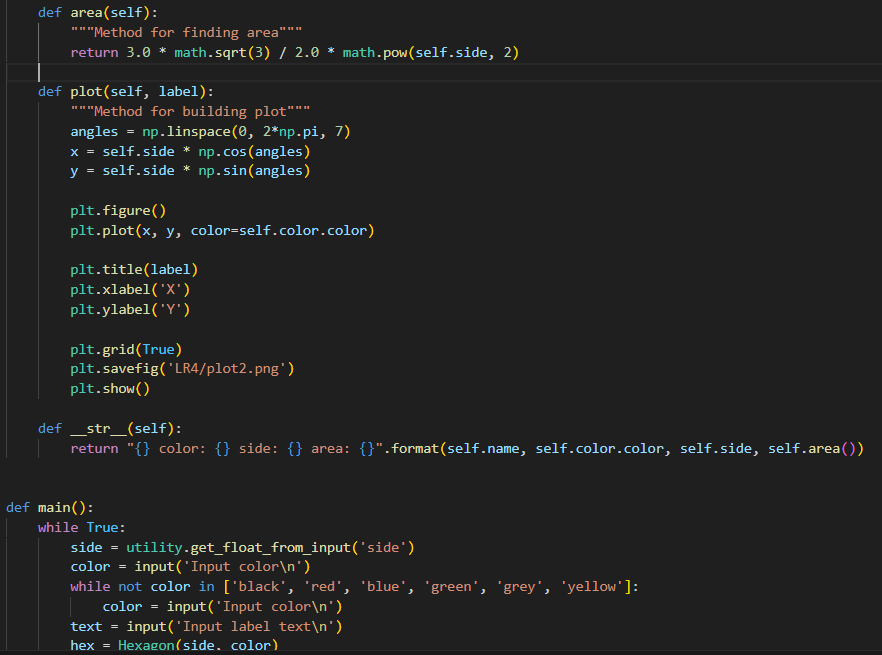 def area(self):
"""Method for finding area"""
return 3.0 * math.sqrt(3) / 2.0 * math.pow(self.side, 2)
def plot(self, label):
"""Method for building plot"""
angles = np.linspace(0, 2*np.pi, 7)
x = self.side * np.cos(angles)
y = self.side * np.sin(angles)
plt.figure()
plt.plot(x, y, color=self.color.color)
plt.title(label)
plt.xlabel('X')
plt.ylabel('Y')
plt.grid(True)
plt.savefig('LR4/plot2.png')
plt.show()
def __str__(self):
return "{} color: {} side: {} area: {}".format(self.name, self.color.color, self.side, self.area())
def main():
while True:
side = utility.get_float_from_input('side')
color = input('Input color\n')
while not color in ['black', 'red', 'blue', 'green', 'grey', 'yellow']:
color = input('Input color\n')
text = input('Input label text\n')
hex = Hexagon(side, color)